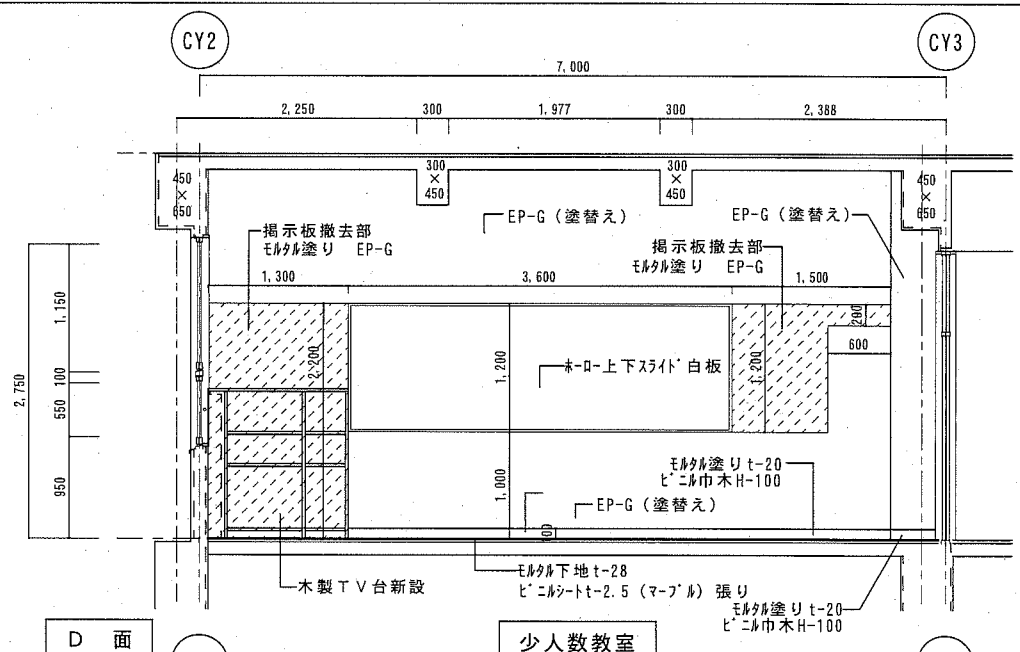 CY2
CY3
7,000
2,250
300
1,977
300
2,388
450
×
650
300
×
450
300
×
450
450
×
650
EP-G (塗替え)
EP-G (塗替え)
掲示板撤去部
モルタル塗り EP-G
掲示板撤去部
モルタル塗り EP-G
1,300
3,600
1,500
2,750
1,150
100
550
950
2,200
1,200
1,200
600
ホーロー上下スライド白板
1,000
モルタル塗りt-20
ビニル巾木H-100
EP-G (塗替え)
木製TV台新設
モルタル下地t-28
ビニルシートt-2.5 (マーブル) 張り
モルタル塗りt-20
ビニル巾木H-100
D 面
少人数教室